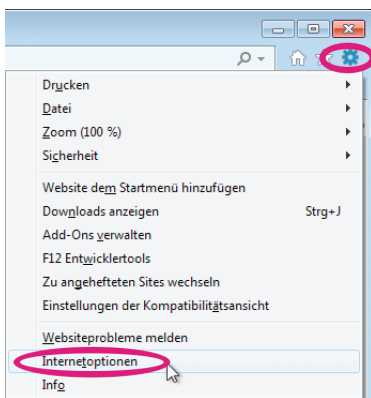 Drucken
Datei
Zoom (100 %)
Sicherheit
Website dem Startmenü hinzufügen
Downloads anzeigen Strg+J
Add-Ons verwalten
F12 Entwicklertools
Zu angehefteten Sites wechseln
Einstellungen der Kompatibilitätsansicht
Websiteprobleme melden
Internetoptionen
Info